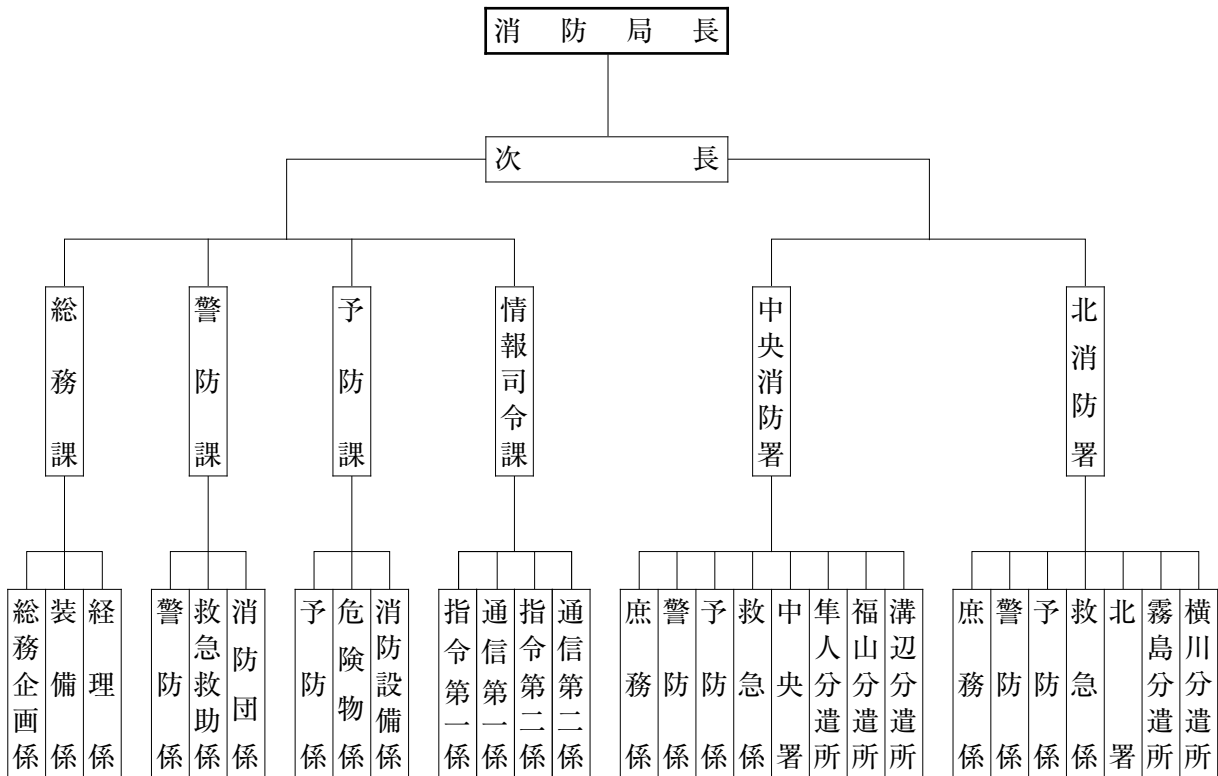 消防局長
次長
総務課
警防課
予防課
情報司令課
中央消防署
北消防署
総務企画係
装備係
経理係
警防係
救急救助係
消防団係
予防係
危険物係
消防設備係
指令第一係
通信第一係
指令第二係
通信第二係
庶務係
警防係
予防係
救急係
中央署
隼人分遣所
福山分遣所
溝辺分遣所
庶務係
警防係
予防係
救急係
北署
霧島分遣所
横川分遣所